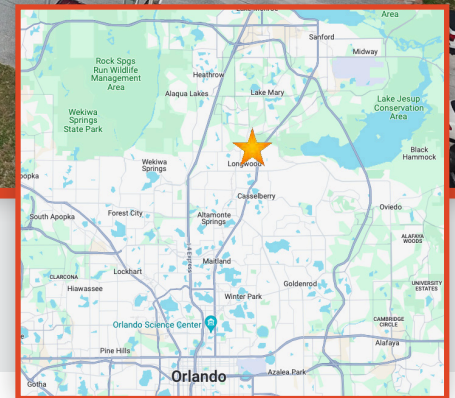 Area
Sanford
Midway
Rock Spgs
Run Wildlife
Management
Area
Heathrow
Alaqua Lakes
Lake Mary
Lake Jesup
Conservation
Area
Wekiwa
Springs
State Park
Black
Hammock
Longwood
Wekiwa
Springs
Casselberry
Oviedo
South Apopka
Forest City
Altamonte
Springs
ALAFAYA
WOODS
Maitland
Lockhart
CLARCONA
Hiawassee
Goldenrod
UNIVERSITY
ESTATES
Winter Park
Orlando Science Center
CAMBRIDGE
CIRCLE
Alafaya
Pine Hills
Orlando
Azalea Park
Gotha